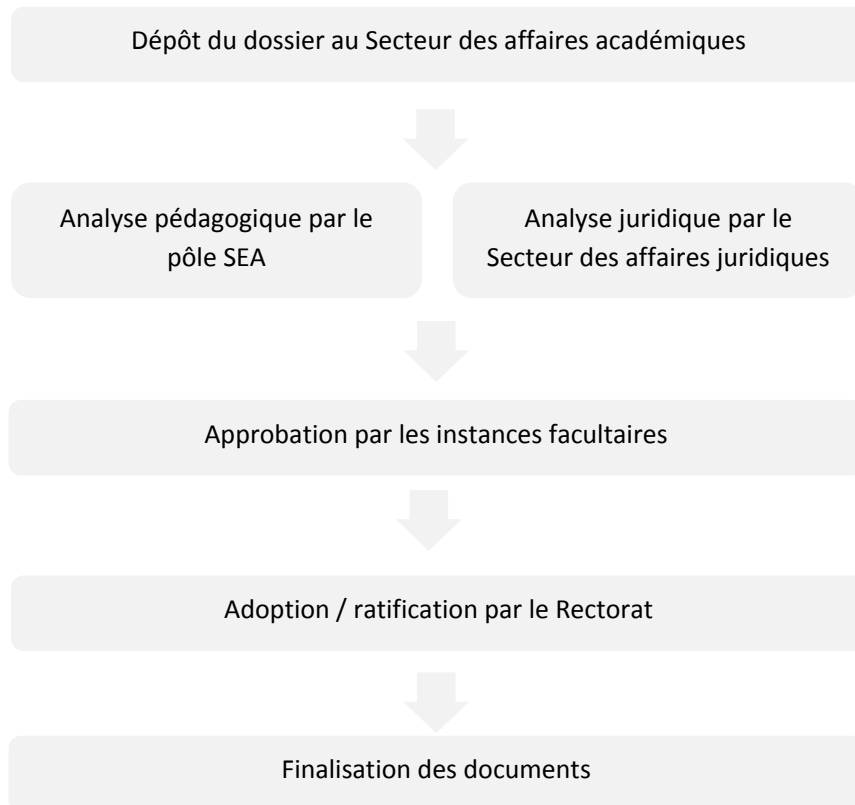 Dépôt du dossier au Secteur des affaires académiques
Analyse pédagogique par le
pôle SEA
Analyse juridique par le
Secteur des affaires juridiques
Approbation par les instances facultaires
Adoption / ratification par le Rectorat
Finalisation des documents